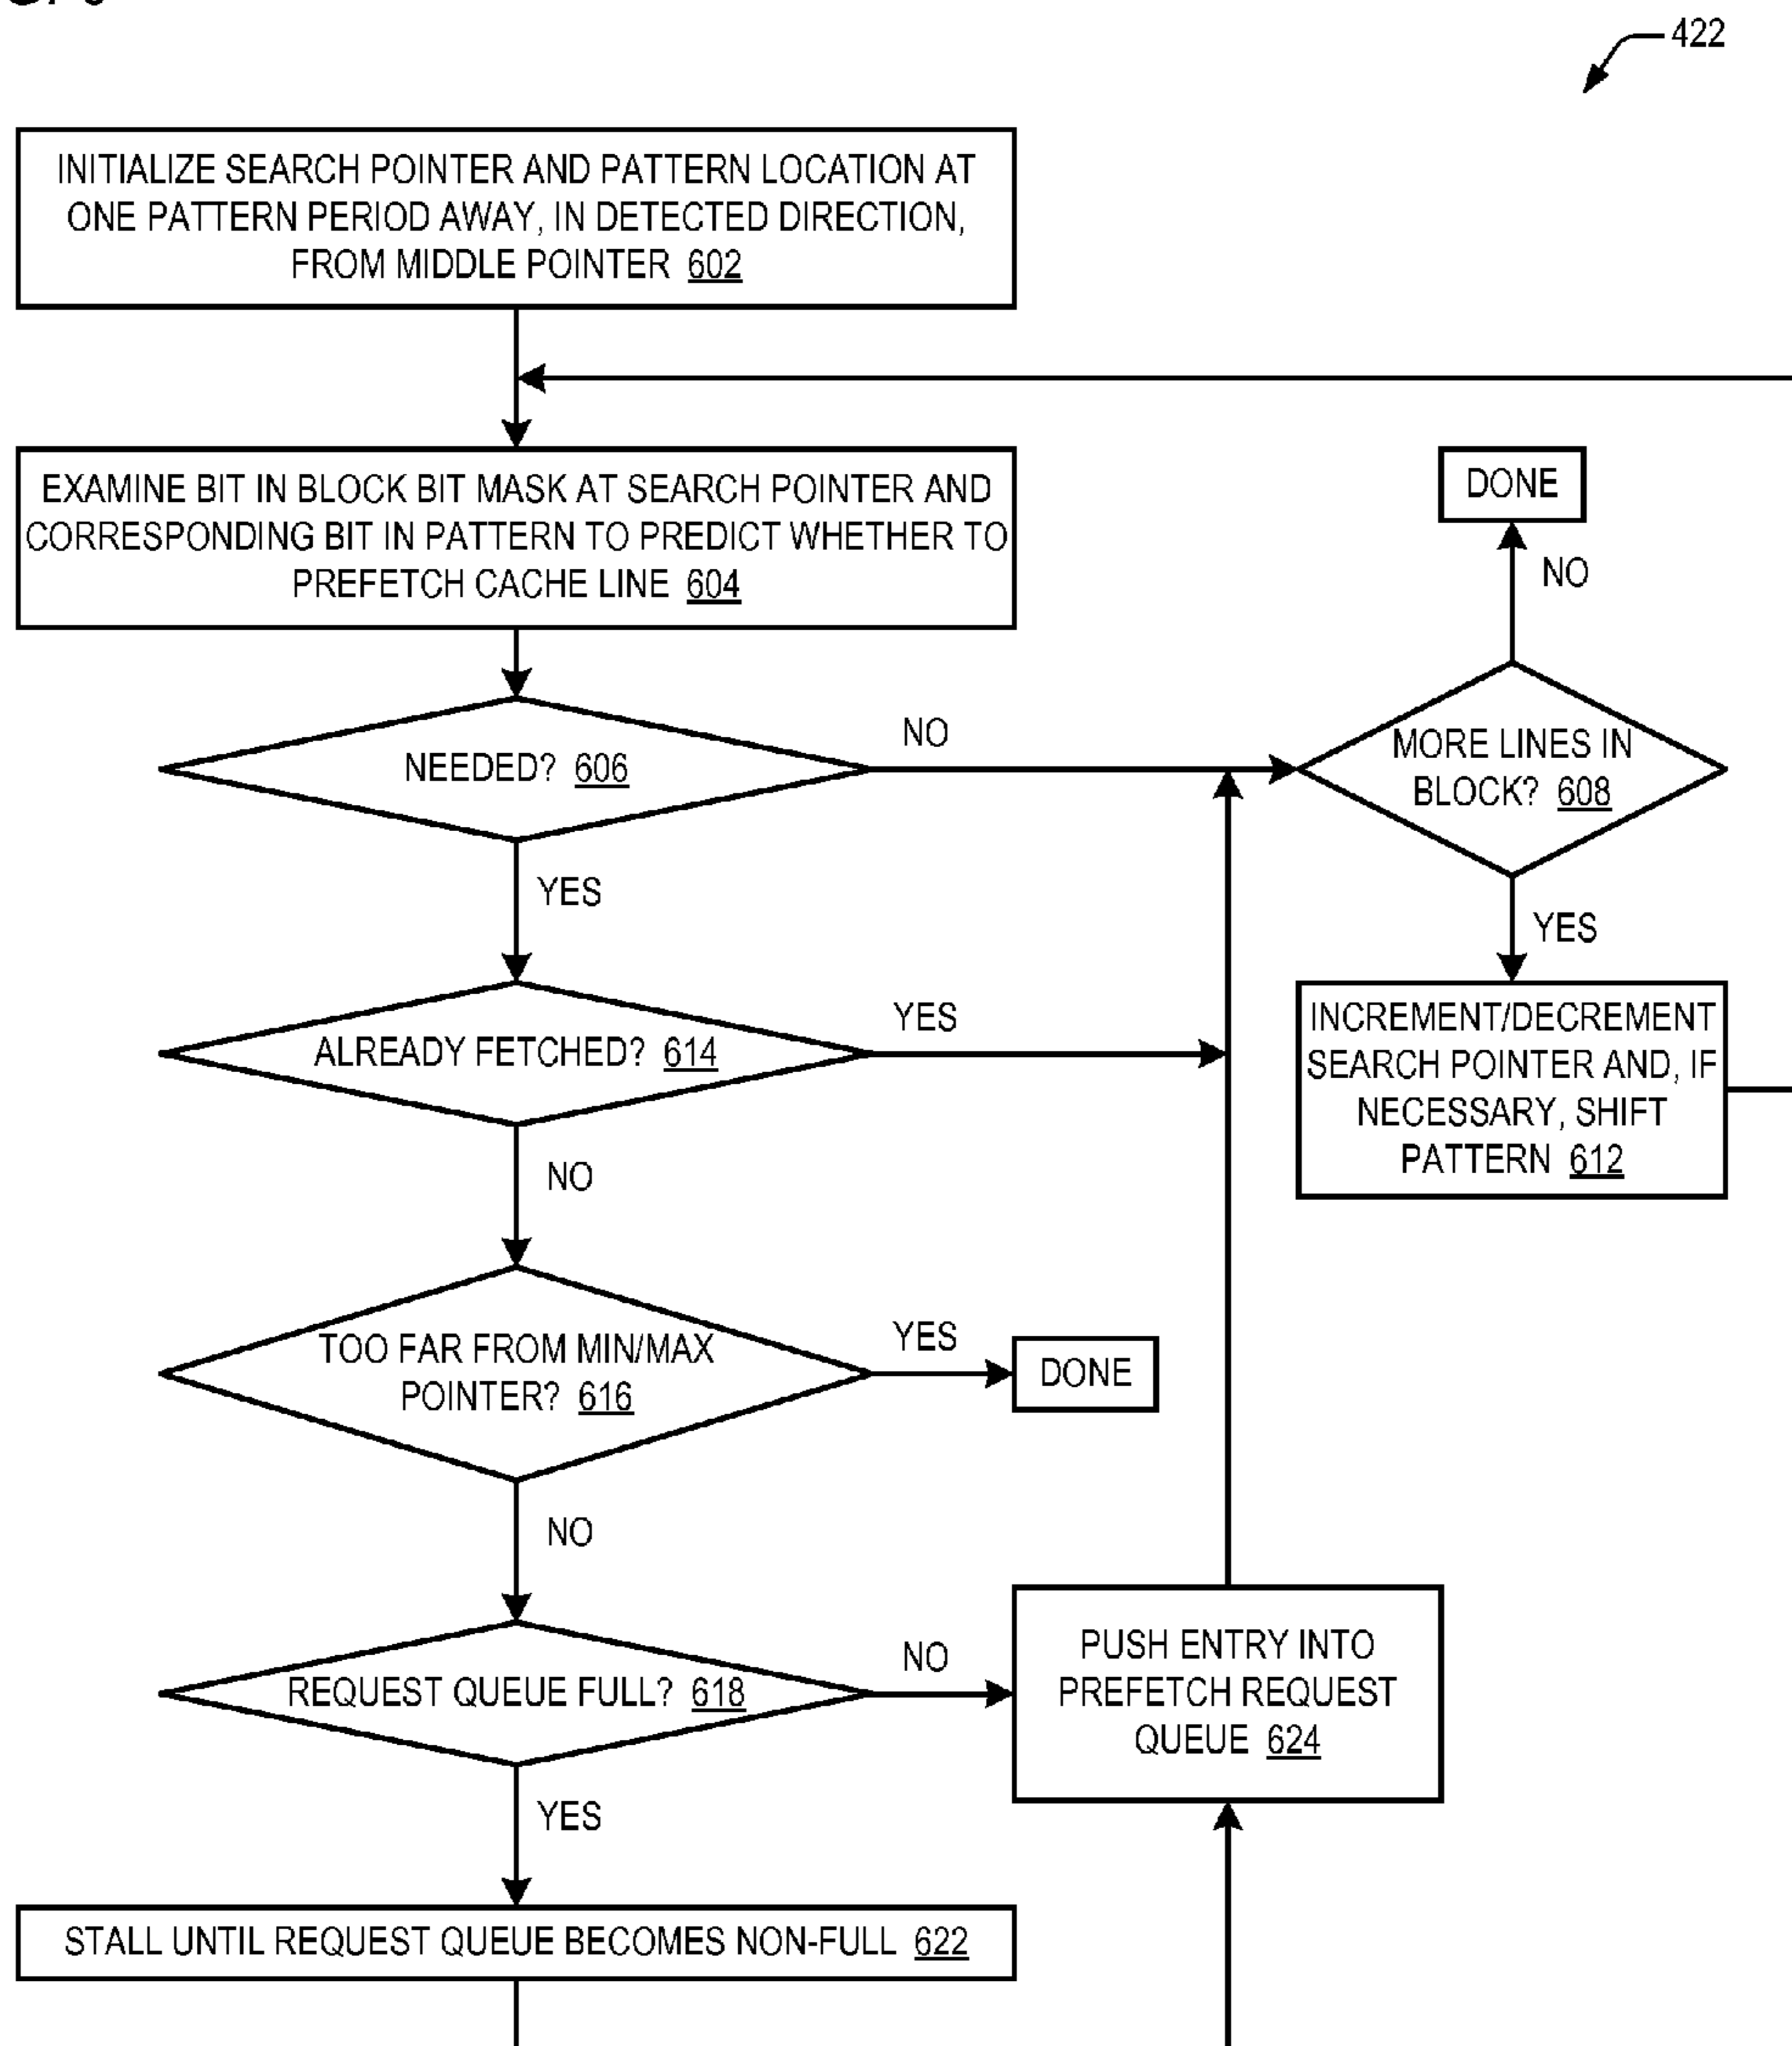 422
INITIALIZE SEARCH POINTER AND PATTERN LOCATION AT
ONE PATTERN PERIOD AWAY, IN DETECTED DIRECTION,
FROM MIDDLE POINTER 602
EXAMINE BIT IN BLOCK BIT MASK AT SEARCH POINTER AND
CORRESPONDING BIT IN PATTERN TO PREDICT WHETHER TO
PREFETCH CACHE LINE 604
DONE
NO
NEEDED? 606
NO
MORE LINES IN
BLOCK? 608
YES
YES
INCREMENT/DECREMENT
SEARCH POINTER AND, IF
NECESSARY, SHIFT
PATTERN 612
ALREADY FETCHED? 614
YES
NO
TOO FAR FROM MIN/MAX
POINTER? 616
YES
DONE
NO
REQUEST QUEUE FULL? 618
NO
PUSH ENTRY INTO
PREFETCH REQUEST
QUEUE 624
YES
STALL UNTIL REQUEST QUEUE BECOMES NON-FULL 622